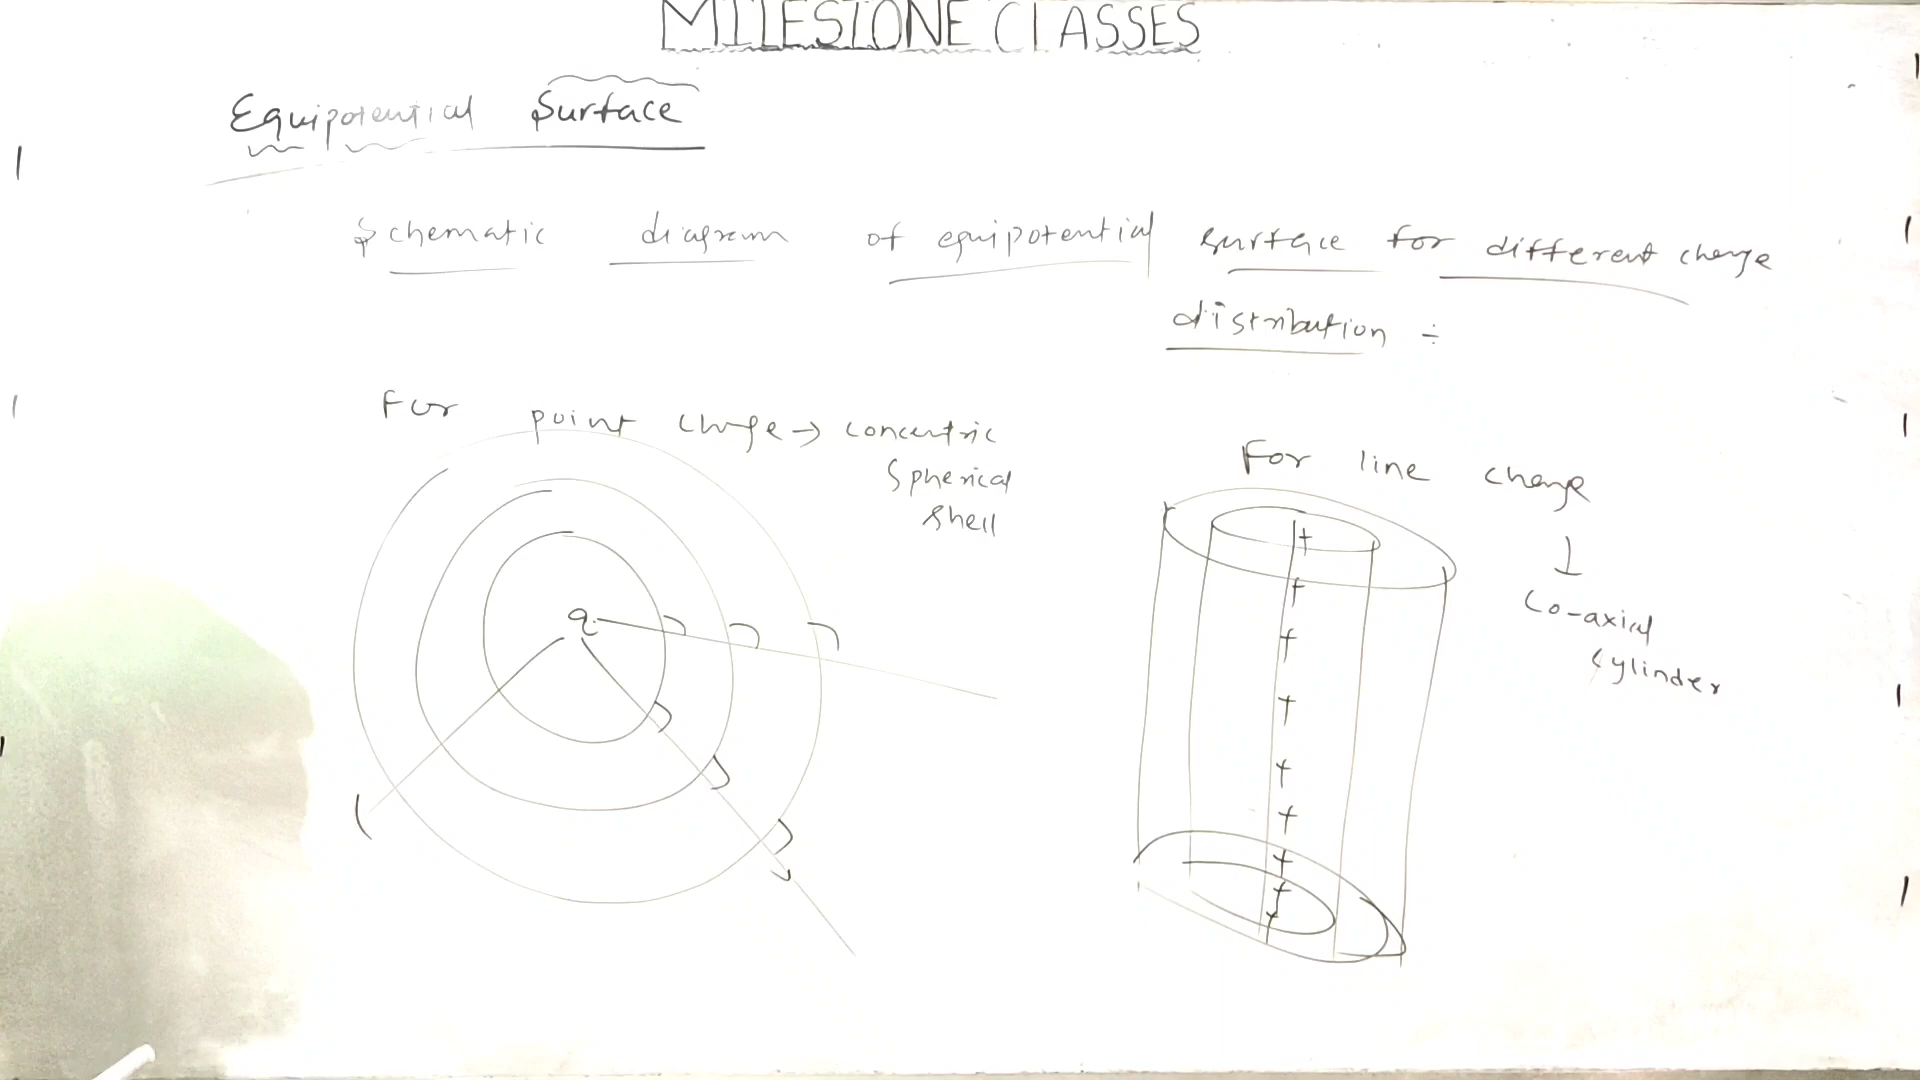 MILESTONE CLASSES
Equipotential Surface
Schematic diagram of equipotential surface for different charge
distribution ÷
For point charge → concentric
spherical
shell
q
For line charge
↓
Co-axial
cylinder
+
+
+
+
+
+
+
+
+